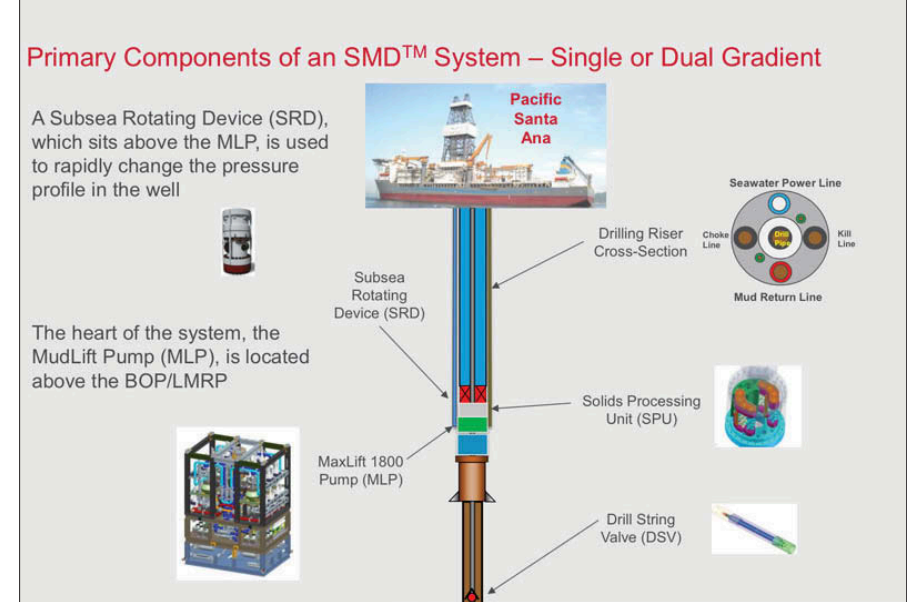 Primary Components of an SMD™ System – Single or Dual Gradient
A Subsea Rotating Device (SRD),
which sits above the MLP, is used
to rapidly change the pressure
profile in the well
Pacific
Santa
Ana
Seawater Power Line
Choke
Line
Drill
Pipe
Kill
Line
Mud Return Line
Drilling Riser
Cross-Section
Subsea
Rotating
Device (SRD)
The heart of the system, the
MudLift Pump (MLP), is located
above the BOP/LMRP
Solids Processing
Unit (SPU)
MaxLift 1800
Pump (MLP)
Drill String
Valve (DSV)